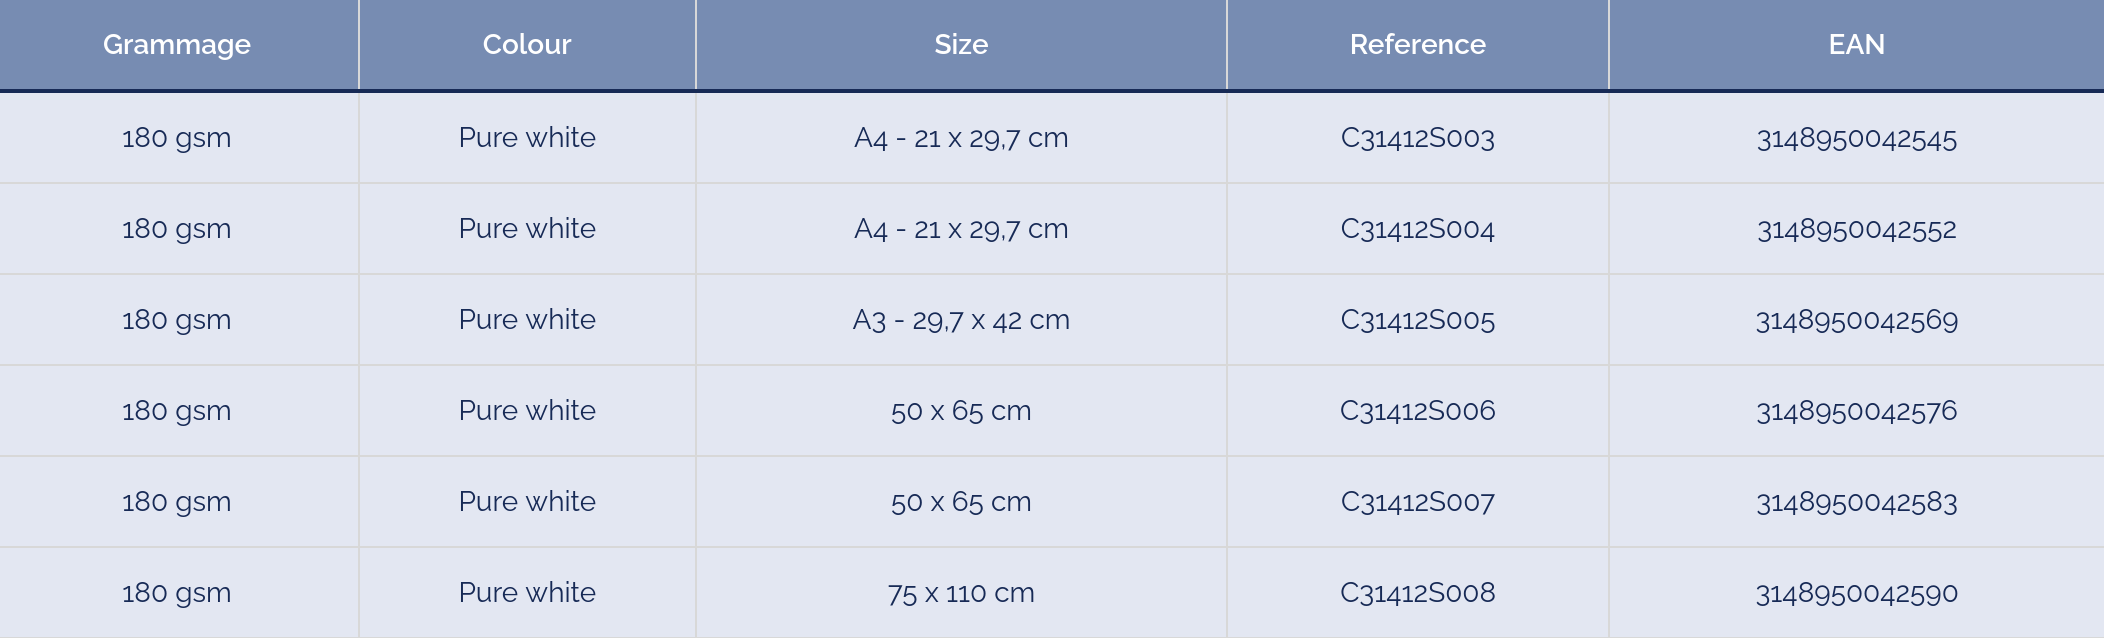 Grammage Colour Size Reference EAN
180 gsm Pure white A4 - 21 x 29,7 cm C31412S003 3148950042545
180 gsm Pure white A4 - 21 x 29,7 cm C31412S004 3148950042552
180 gsm Pure white A3 - 29,7 x 42 cm C31412S005 3148950042569
180 gsm Pure white 50 x 65 cm C31412S006 3148950042576
180 gsm Pure white 50 x 65 cm C31412S007 3148950042583
180 gsm Pure white 75 x 110 cm C31412S008 3148950042590